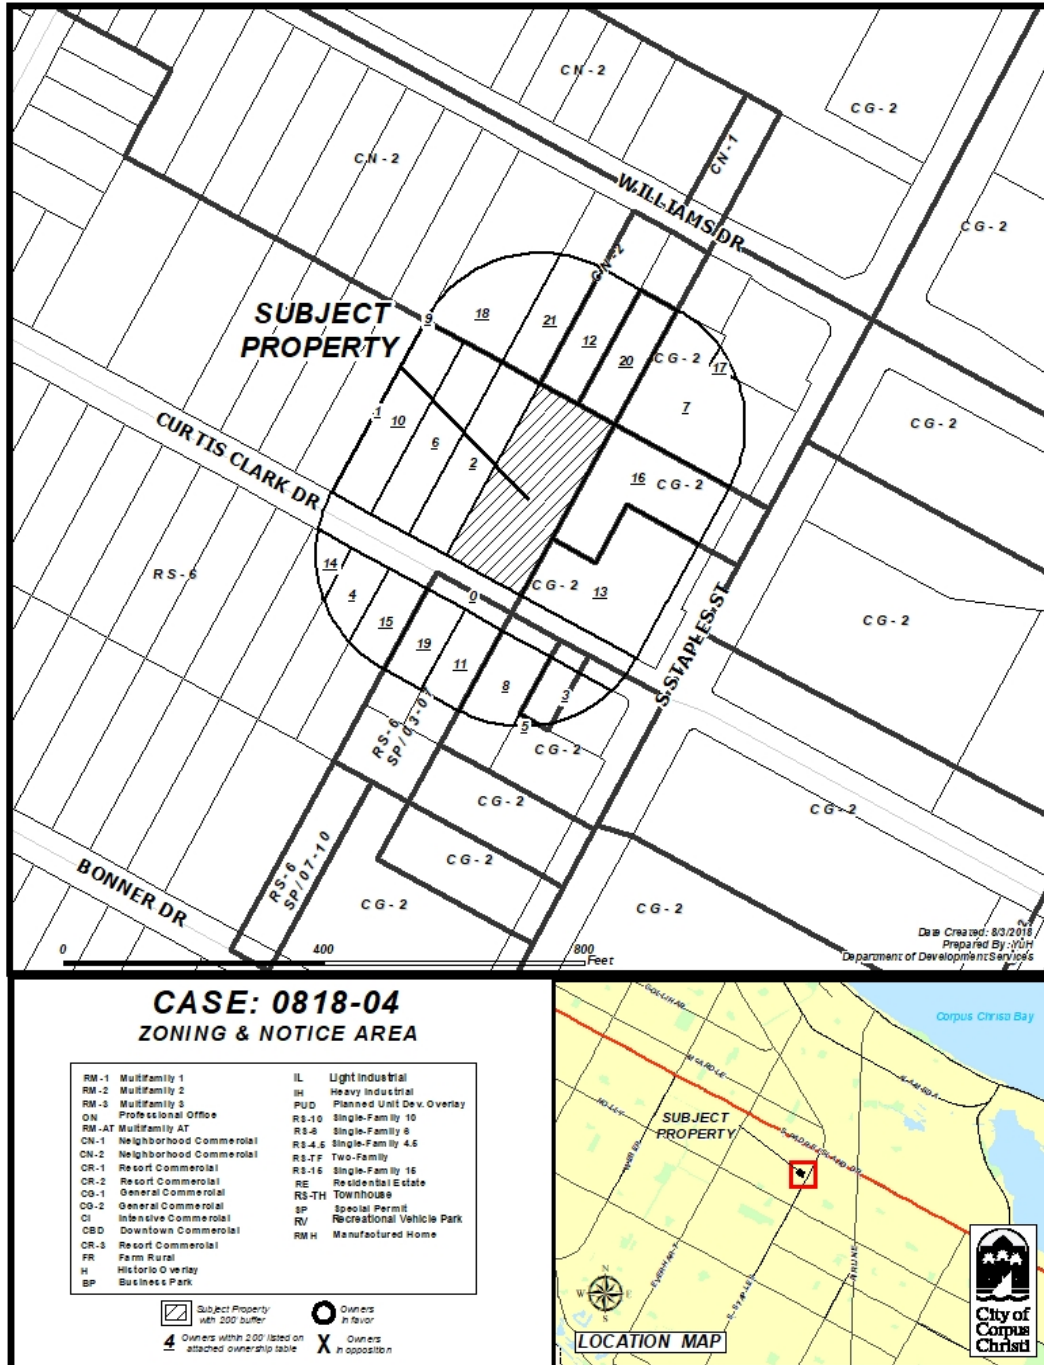 CN-2
CG-2
CN-2
CN-1
WILLIAMS DR
CG-2
CN-2
SUBJECT
PROPERTY
9
18
21
12
20
CG-2
17
7
1
10
6
2
CG-2
CURTIS CLARK DR
16
CG-2
RS-6
14
4
0
CG-2
13
CG-2
15
19
11
8
3
5
S STAPLES ST
RS-6
SP/03-07
CG-2
CG-2
CG-2
CG-2
RS-6
SP/07-10
CG-2
CG-2
BONNER DR
0
400
800
Feet
Date Created: 8/3/2018
Prepared By: YuH
Department of Development Services
CASE: 0818-04
ZONING & NOTICE AREA
RM-1 Multifamily 1
RM-2 Multifamily 2
RM-3 Multifamily 3
ON Professional Office
RM-AT Multifamily AT
CN-1 Neighborhood Commercial
CN-2 Neighborhood Commercial
CR-1 Resort Commercial
CR-2 Resort Commercial
CG-1 General Commercial
CG-2 General Commercial
CI Intensive Commercial
CBD Downtown Commercial
CR-3 Resort Commercial
FR Farm Rural
H Historic Overlay
BP Business Park
IL Light Industrial
IH Heavy Industrial
PUD Planned Unit Dev. Overlay
RS-10 Single-Family 10
RS-6 Single-Family 6
RS-4.5 Single-Family 4.5
RS-TF Two-Family
RS-15 Single-Family 15
RE Residential Estate
RS-TH Townhouse
SP Special Permit
RV Recreational Vehicle Park
RMH Manufactured Home
Subject Property
with 200' buffer
Owners
in favor
4 Owners within 200' listed on
attached ownership table
X Owners
in opposition
Corpus Christi Bay
GOLLIHAR
MCARDLE
ALAMEDA
HOLLY
SUBJECT
PROPERTY
S PADRE ISLAND DR
WEBER
EVERHART
S STAPLES
AIRLINE
N
W E
S
LOCATION MAP
City of
Corpus
Christi